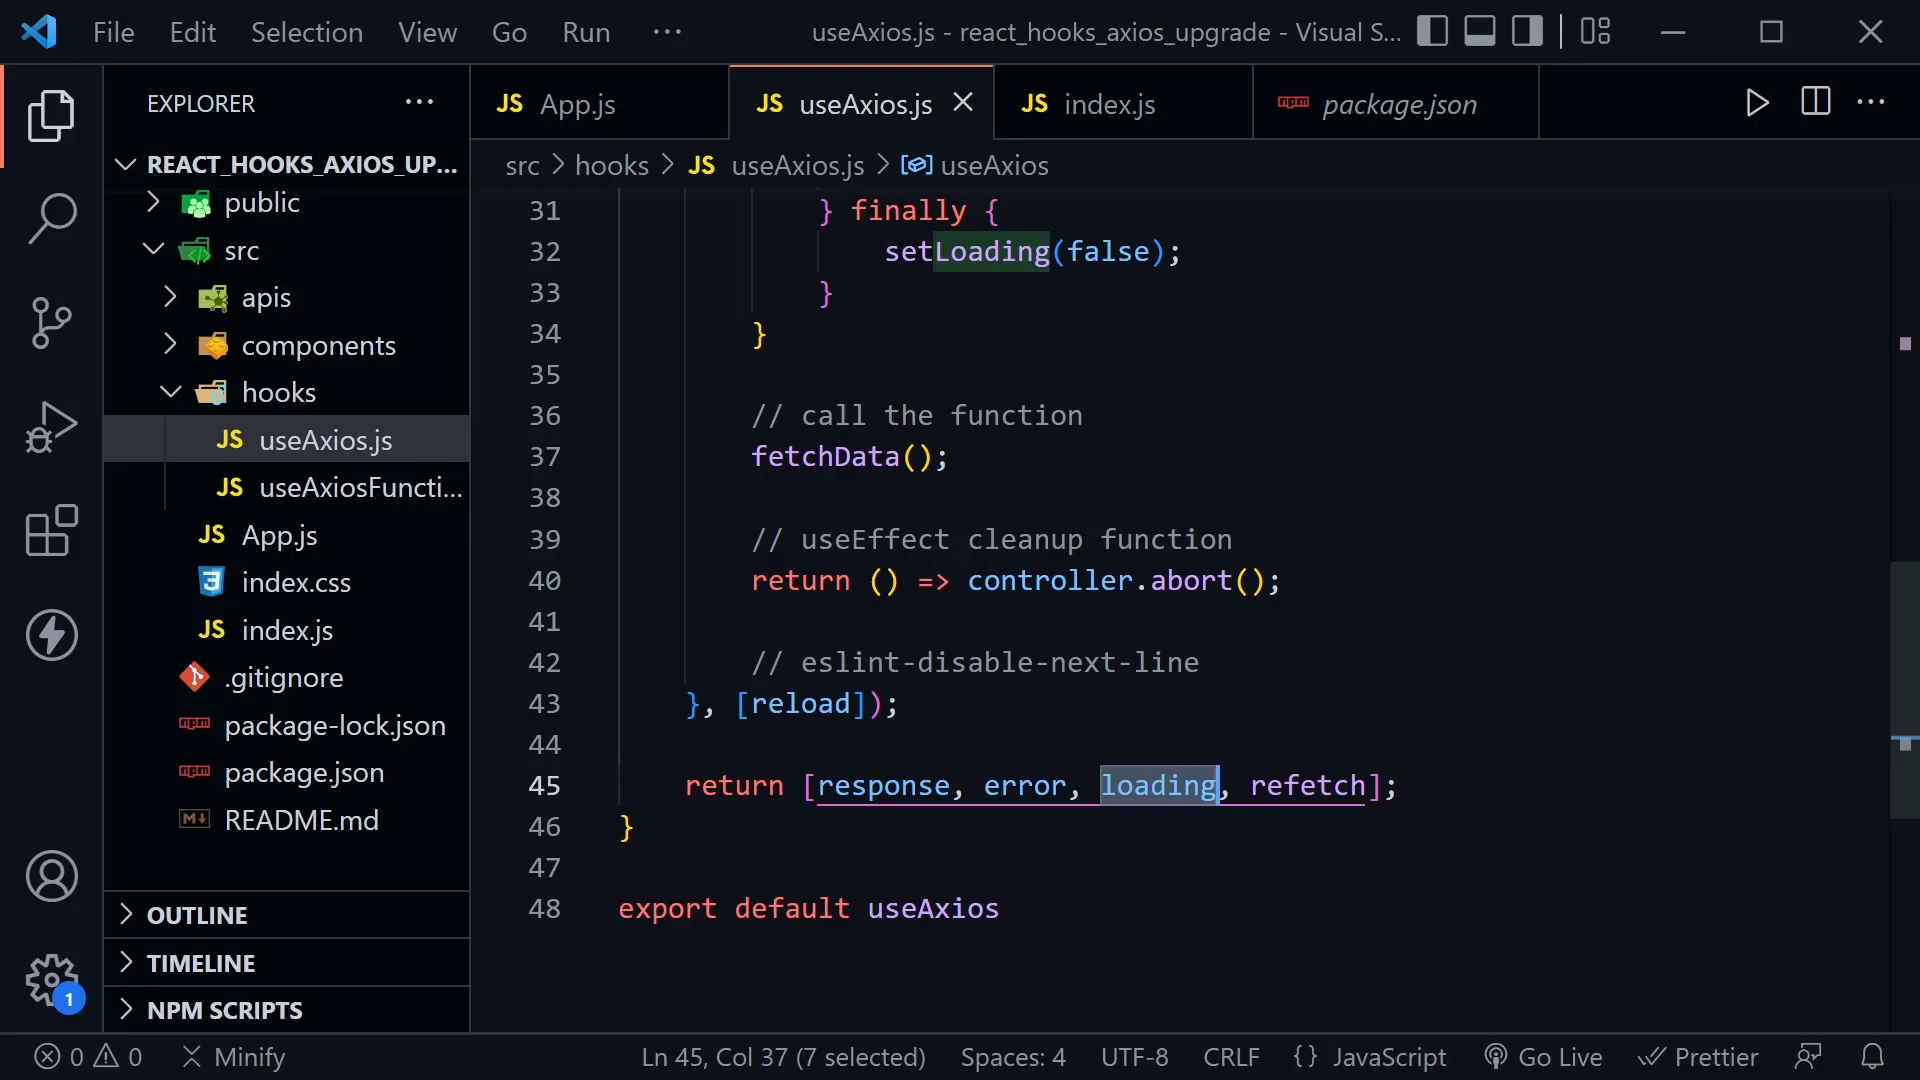 File Edit Selection View Go Run ··· useAxios.js - react_hooks_axios_upgrade - Visual S...
EXPLORER ···
JS App.js JS useAxios.js JS index.js package.json ···
REACT_HOOKS_AXIOS_UP...
src > hooks > JS useAxios.js > useAxios
public
src
apis
components
hooks
JS useAxios.js
JS useAxiosFuncti...
JS App.js
index.css
JS index.js
.gitignore
package-lock.json
package.json
README.md
OUTLINE
TIMELINE
NPM SCRIPTS
1
31 } finally {
32 setLoading(false);
33 }
34 }
35
36 // call the function
37 fetchData();
38
39 // useEffect cleanup function
40 return () => controller.abort();
41
42 // eslint-disable-next-line
43 }, [reload]);
44
45 return [response, error, loading, refetch];
46 }
47
48 export default useAxios
0 0 Minify Ln 45, Col 37 (7 selected) Spaces: 4 UTF-8 CRLF {} JavaScript Go Live Prettier